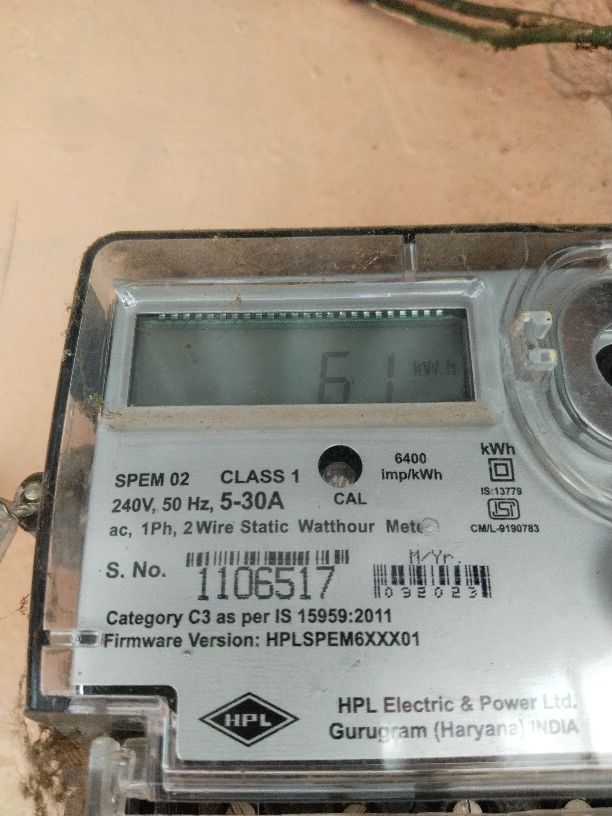 61 kWh
SPEM 02 CLASS 1
240V, 50 Hz, 5-30A
CAL
6400
imp/kWh
kWh
IS:13779
ISI
CM/L-9190783
ac, 1Ph, 2 Wire Static Watthour Meter
S. No. 1106517
M/Yr.
092023
Category C3 as per IS 15959:2011
Firmware Version: HPLSPEM6XXX01
HPL
HPL Electric & Power Ltd.
Gurugram (Haryana) INDIA